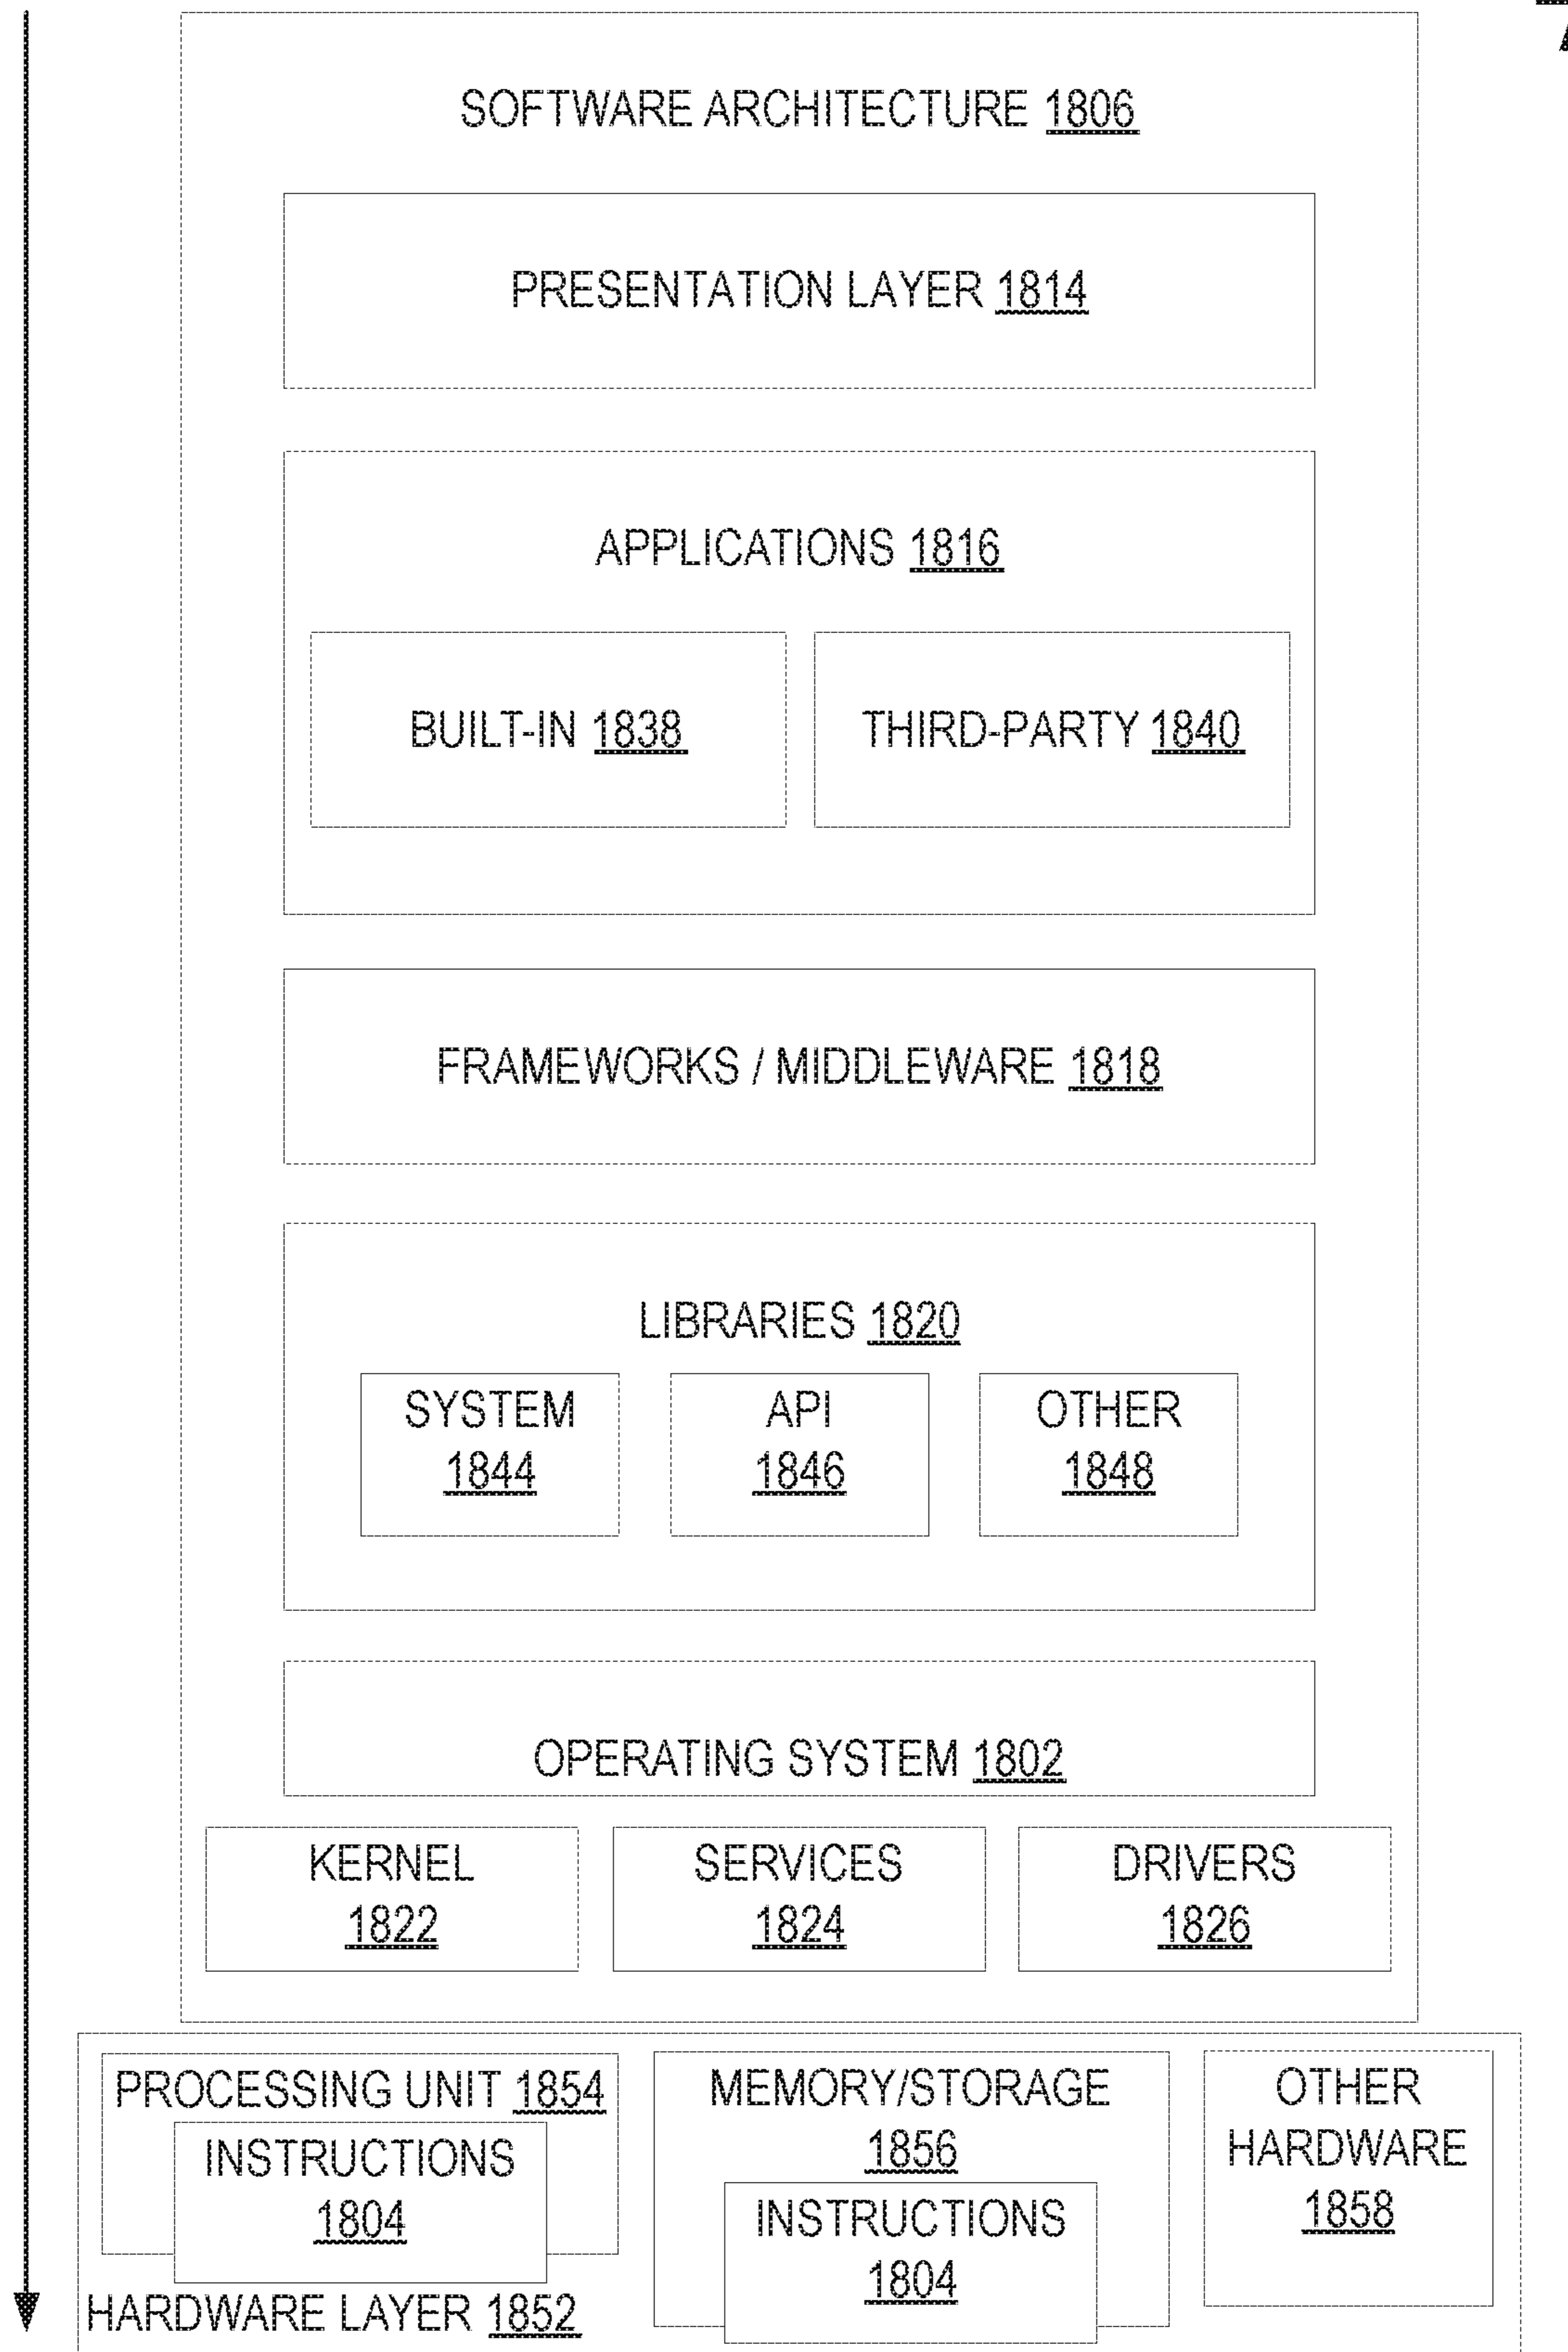 SOFTWARE ARCHITECTURE 1806
PRESENTATION LAYER 1814
APPLICATIONS 1816
BUILT-IN 1838
THIRD-PARTY 1840
FRAMEWORKS / MIDDLEWARE 1818
LIBRARIES 1820
SYSTEM
1844
API
1846
OTHER
1848
OPERATING SYSTEM 1802
KERNEL
1822
SERVICES
1824
DRIVERS
1826
PROCESSING UNIT 1854
INSTRUCTIONS
1804
MEMORY/STORAGE
1856
INSTRUCTIONS
1804
OTHER
HARDWARE
1858
HARDWARE LAYER 1852